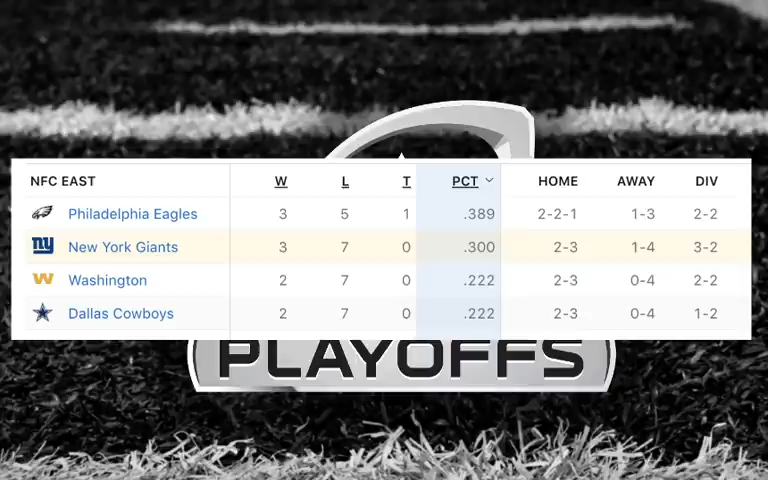 NFC EAST W L T PCT HOME AWAY DIV
Philadelphia Eagles 3 5 1 .389 2-2-1 1-3 2-2
NY New York Giants 3 7 0 .300 2-3 1-4 3-2
W Washington 2 7 0 .222 2-3 0-4 2-2
Dallas Cowboys 2 7 0 .222 2-3 0-4 1-2
PLAYOFFS